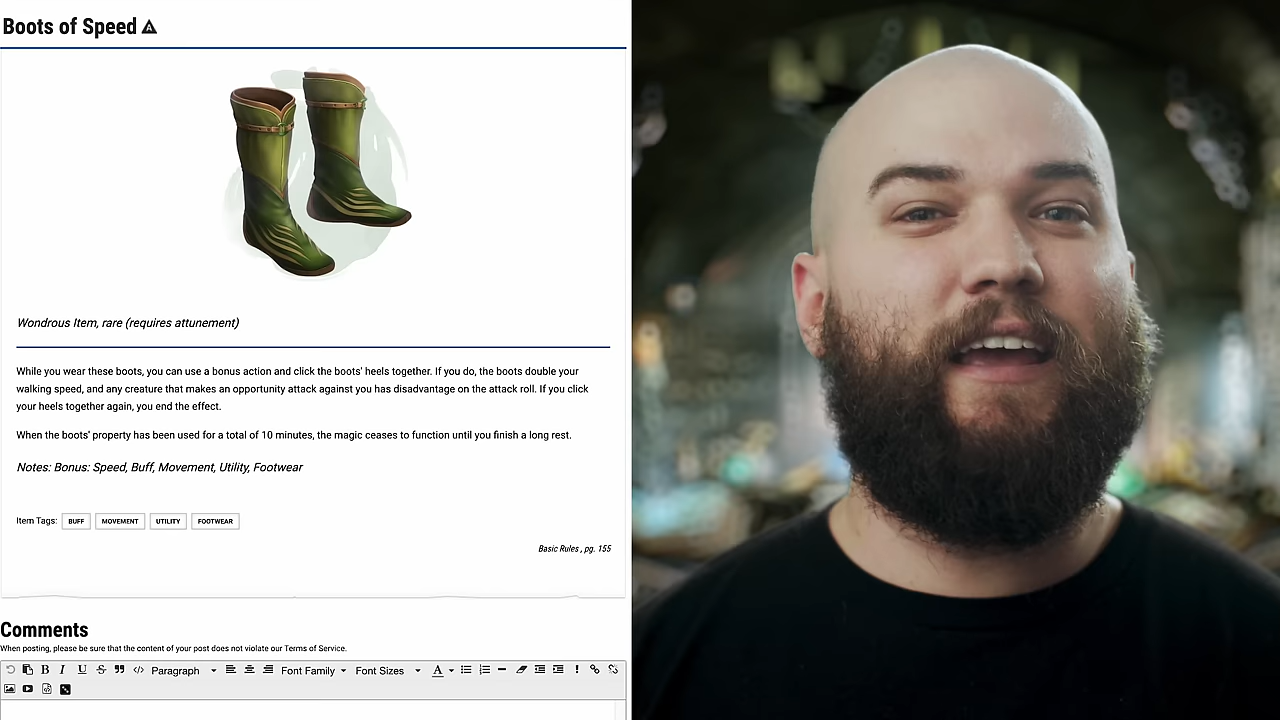 Boots of Speed
Wondrous Item, rare (requires attunement)
While you wear these boots, you can use a bonus action and click the boots' heels together. If you do, the boots double your
walking speed, and any creature that makes an opportunity attack against you has disadvantage on the attack roll. If you click
your heels together again, you end the effect.
When the boots' property has been used for a total of 10 minutes, the magic ceases to function until you finish a long rest.
Notes: Bonus: Speed, Buff, Movement, Utility, Footwear
Item Tags: BUFF MOVEMENT UTILITY FOOTWEAR
Basic Rules , pg. 155
Comments
When posting, please be sure that the content of your post does not violate our Terms of Service.
B I U S Paragraph Font Family Font Sizes A